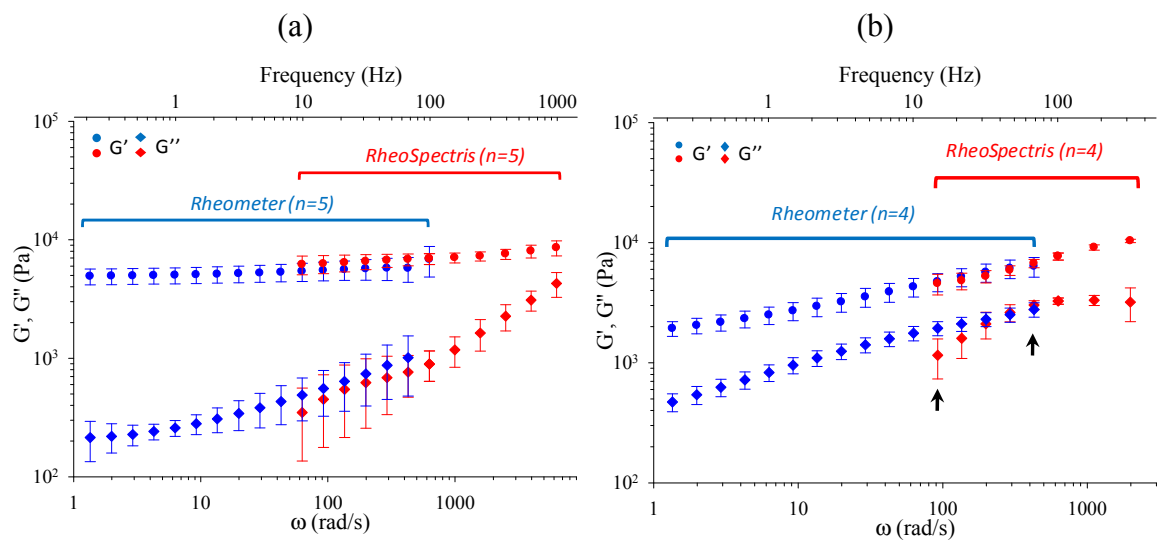 (a)
Frequency (Hz)
1 10 100 1000
10⁵
10⁴
10³
10²
G', G'' (Pa)
G' G''
RheoSpectris (n=5)
Rheometer (n=5)
1 10 100 1000
ω (rad/s)
(b)
Frequency (Hz)
1 10 100
10⁵
10⁴
10³
10²
G', G'' (Pa)
G' G''
RheoSpectris (n=4)
Rheometer (n=4)
1 10 100 1000
ω (rad/s)